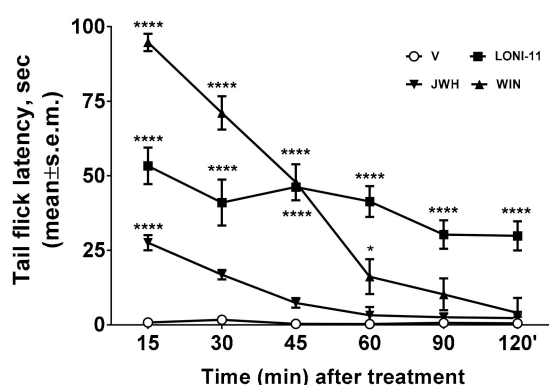 100
75
50
25
0
Tail flick latency, sec
(mean±s.e.m.)
V
LONI-11
JWH
WIN
****
****
****
****
****
****
****
****
*
****
****
15 30 45 60 90 120'
Time (min) after treatment